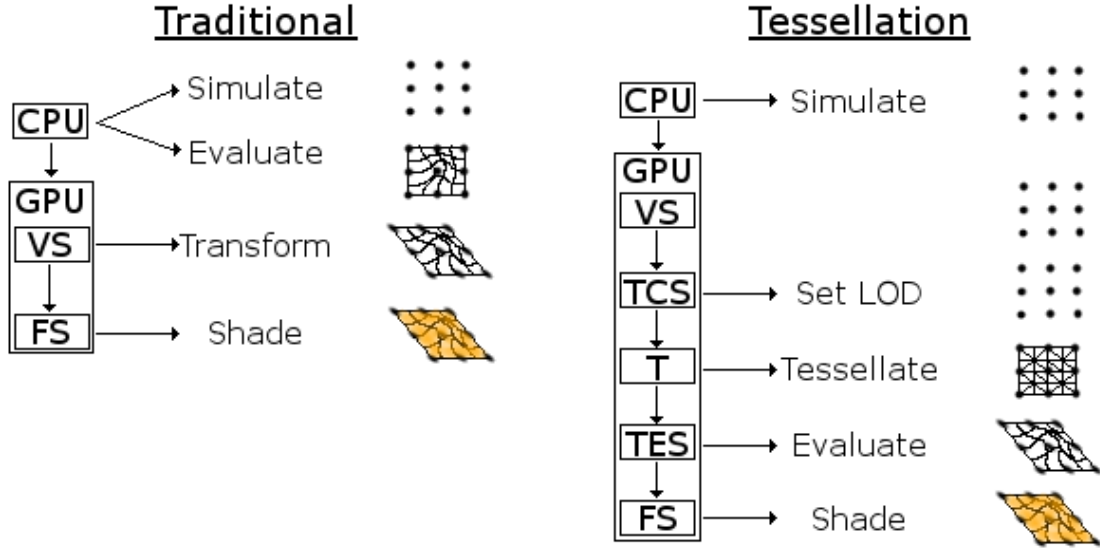 Traditional
CPU
Simulate
Evaluate
GPU
VS
Transform
FS
Shade
Tessellation
CPU
Simulate
GPU
VS
TCS
Set LOD
T
Tessellate
TES
Evaluate
FS
Shade